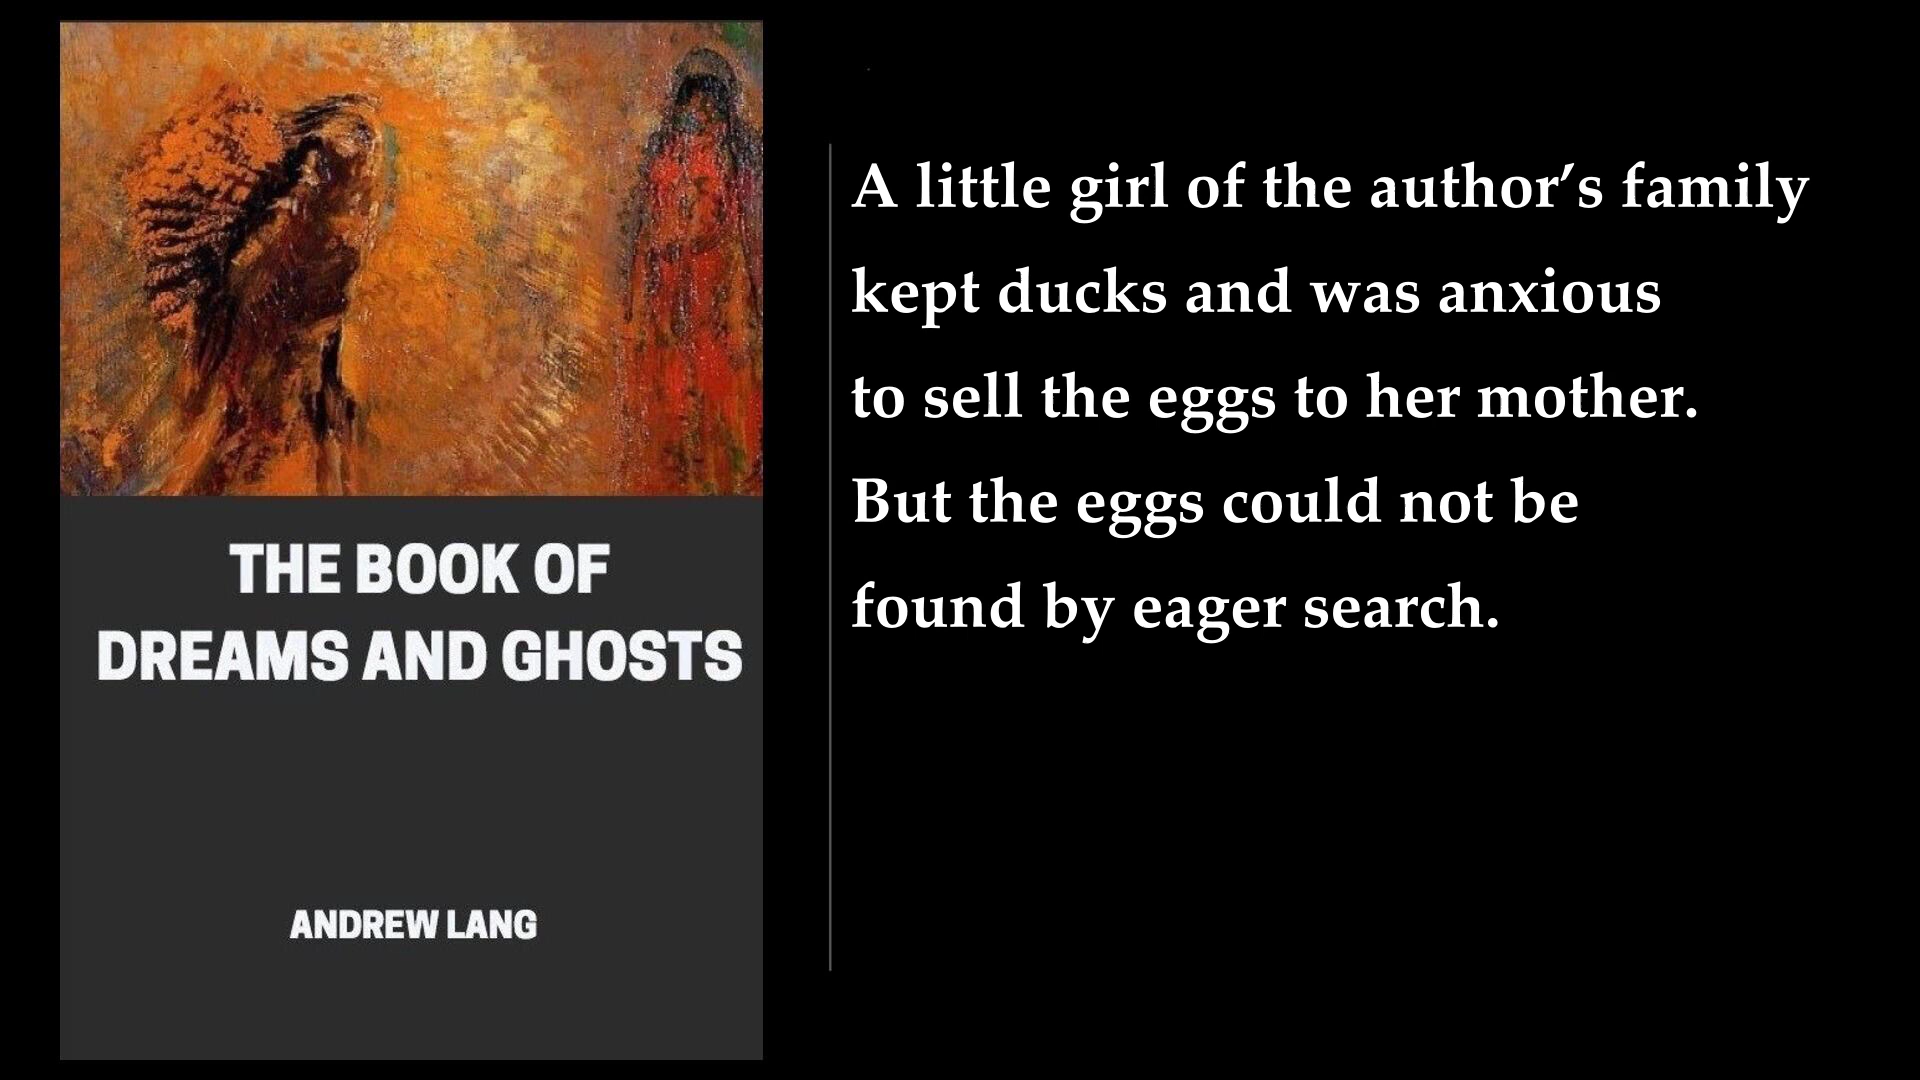 THE BOOK OF
DREAMS AND GHOSTS
ANDREW LANG
A little girl of the author’s family
kept ducks and was anxious
to sell the eggs to her mother.
But the eggs could not be
found by eager search.